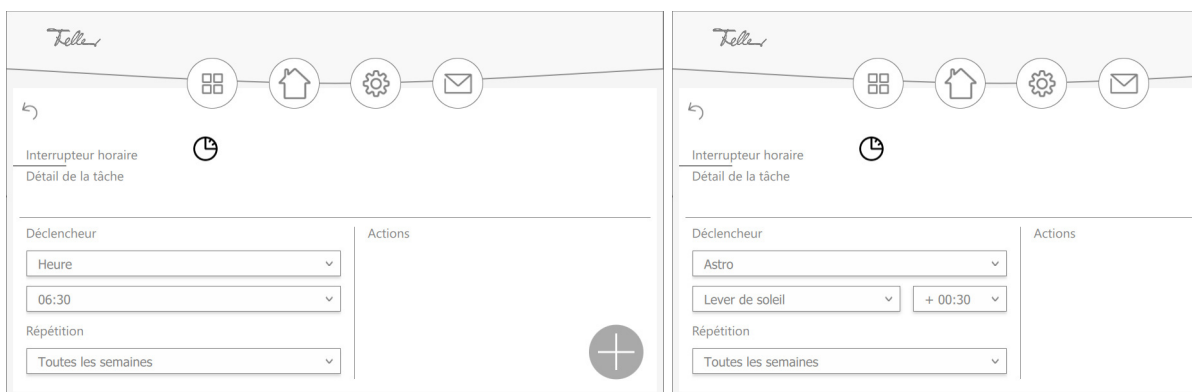 Feller
Interrupteur horaire
Détail de la tâche
Déclencheur
Actions
Heure
06:30
Répétition
Toutes les semaines
Feller
Interrupteur horaire
Détail de la tâche
Déclencheur
Actions
Astro
Lever de soleil
+ 00:30
Répétition
Toutes les semaines